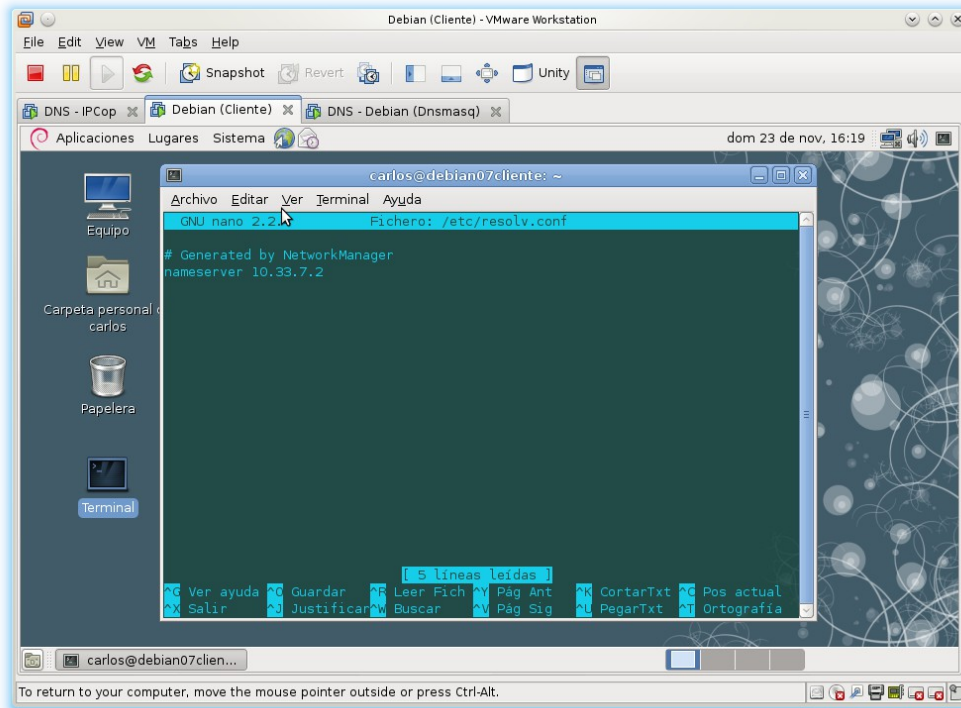 Debian (Cliente) - VMware Workstation
File Edit View VM Tabs Help
Snapshot Revert Unity
DNS - IPCop Debian (Cliente) DNS - Debian (Dnsmasq)
Aplicaciones Lugares Sistema dom 23 de nov, 16:19
carlos@debian07cliente: ~
Archivo Editar Ver Terminal Ayuda
GNU nano 2.2. Fichero: /etc/resolv.conf
# Generated by NetworkManager
nameserver 10.33.7.2
Equipo
Carpeta personal
carlos
Papelera
Terminal
[ 5 líneas leídas ]
^G Ver ayuda ^O Guardar ^R Leer Fich ^Y Pág Ant ^K CortarTxt ^C Pos actual
^X Salir ^J Justificar ^W Buscar ^V Pág Sig ^U PegarTxt ^T Ortografía
carlos@debian07clien...
To return to your computer, move the mouse pointer outside or press Ctrl-Alt.